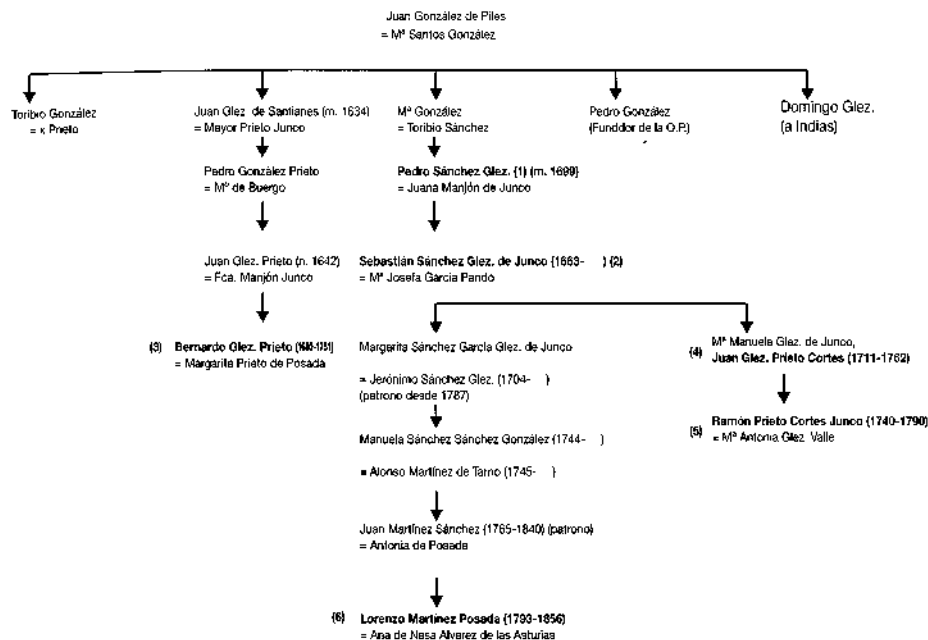 Juan González de Piles
= Mª Santos González
Toribio González
= x Prieto
Juan Glez. de Santianes (m. 1634)
= Mayor Prieto Junco
Mª González
= Toribio Sánchez
Pedro González
(Funddor de la O.P.)
Domingo Glez.
(a Indias)
Pedro González Prieto
= Mª de Buergo
Pedro Sánchez Glez. (1) (m. 1699)
= Juana Manjón de Junco
Juan Glez. Prieto (n. 1642)
= Fca. Manjón Junco
Sebastián Sánchez Glez. de Junco (1663- ) (2)
= Mª Josefa García Pando
(3) Bernardo Glez. Prieto
= Margarita Prieto de Posada
Margarita Sánchez García Glez. de Junco
= Jerónimo Sánchez Glez. (1704- )
(patrono desde 1787)
(4) Mª Manuela Glez. de Junco,
Juan Glez. Prieto Cortes (1711-1762)
(5) Ramón Prieto Cortes Junco (1740-1790)
= Mª Antonia Glez. Valle
Manuela Sánchez Sánchez González (1744- )
= Alonso Martínez de Tarno (1745- )
Juan Martínez Sánchez (1765-1840) (patrono)
= Antonia de Posada
(6) Lorenzo Martínez Posada (1793-1856)
= Ana de Nasa Alvarez de las Asturias